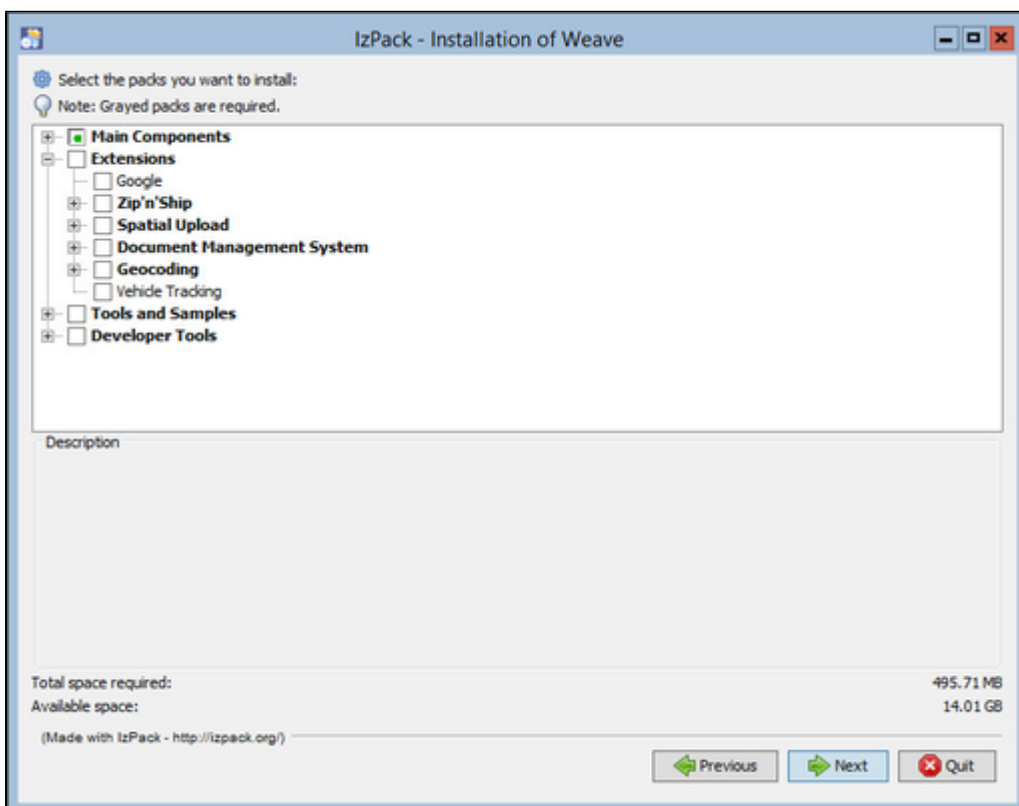 IzPack - Installation of Weave
Select the packs you want to install:
Note: Grayed packs are required.
Main Components
Extensions
Google
Zip'n'Ship
Spatial Upload
Document Management System
Geocoding
Vehicle Tracking
Tools and Samples
Developer Tools
Description
Total space required: 495.71 MB
Available space: 14.01 GB
(Made with IzPack - http://izpack.org/)
Previous Next Quit